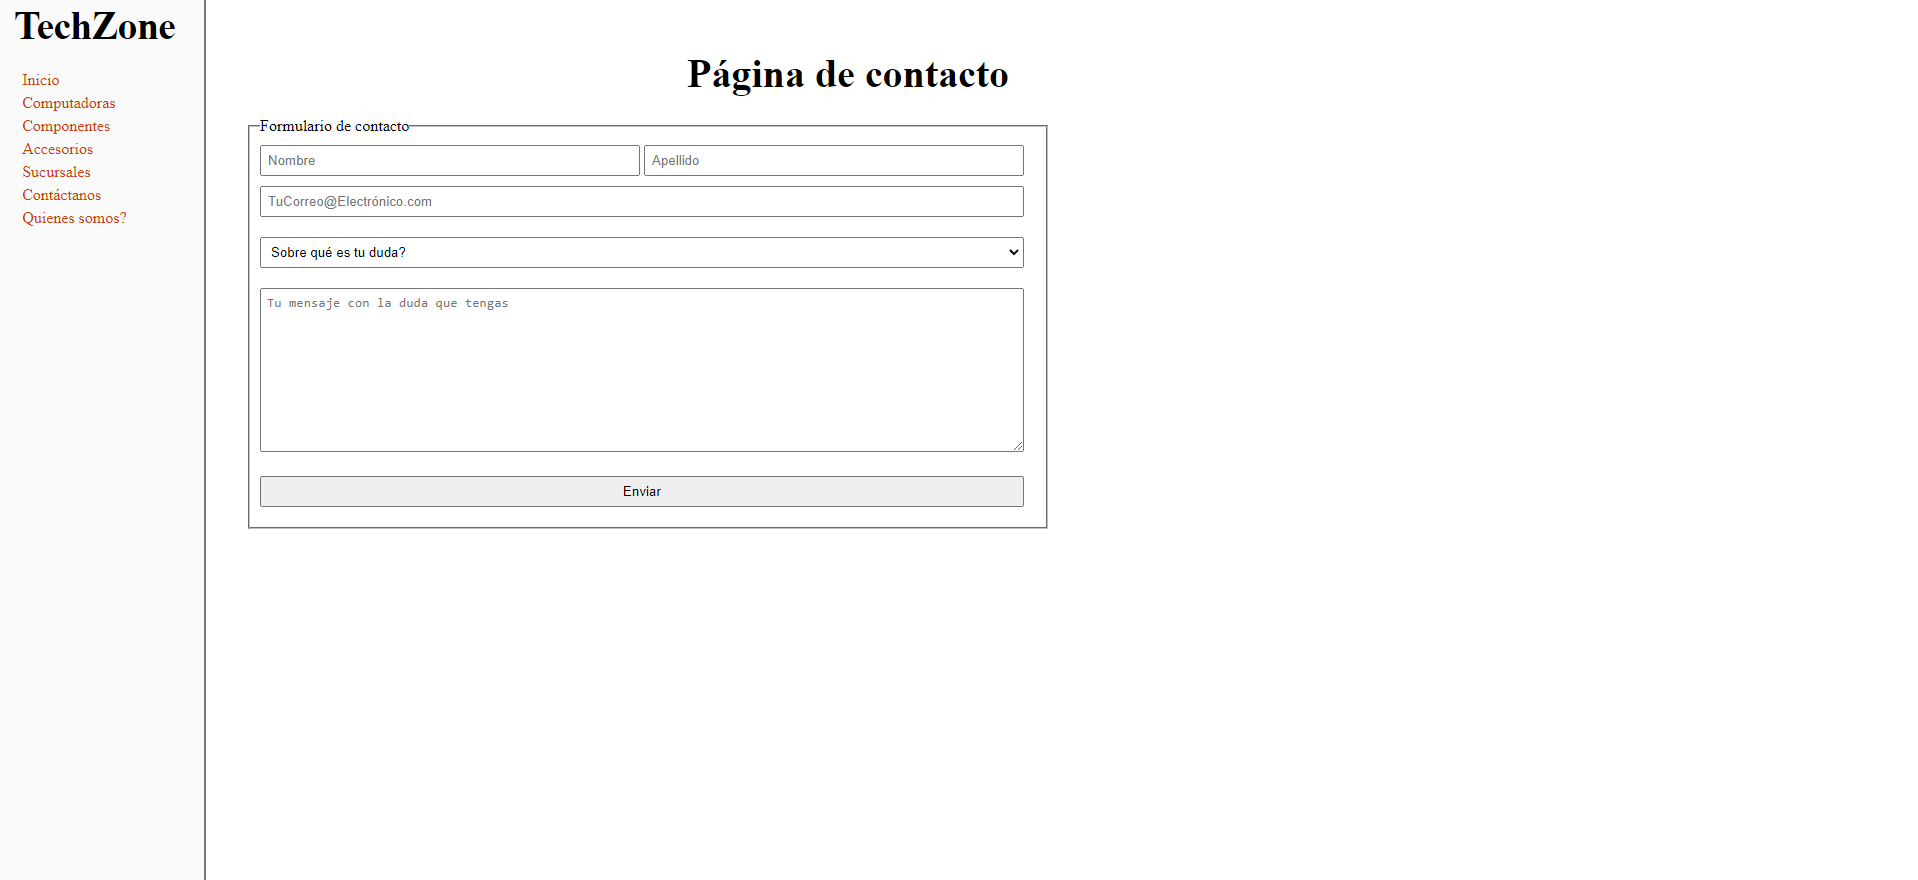 TechZone
Inicio
Computadoras
Componentes
Accesorios
Sucursales
Contáctanos
Quienes somos?
Página de contacto
Formulario de contacto
Nombre Apellido
TuCorreo@Electrónico.com
Sobre qué es tu duda?
Tu mensaje con la duda que tengas
Enviar